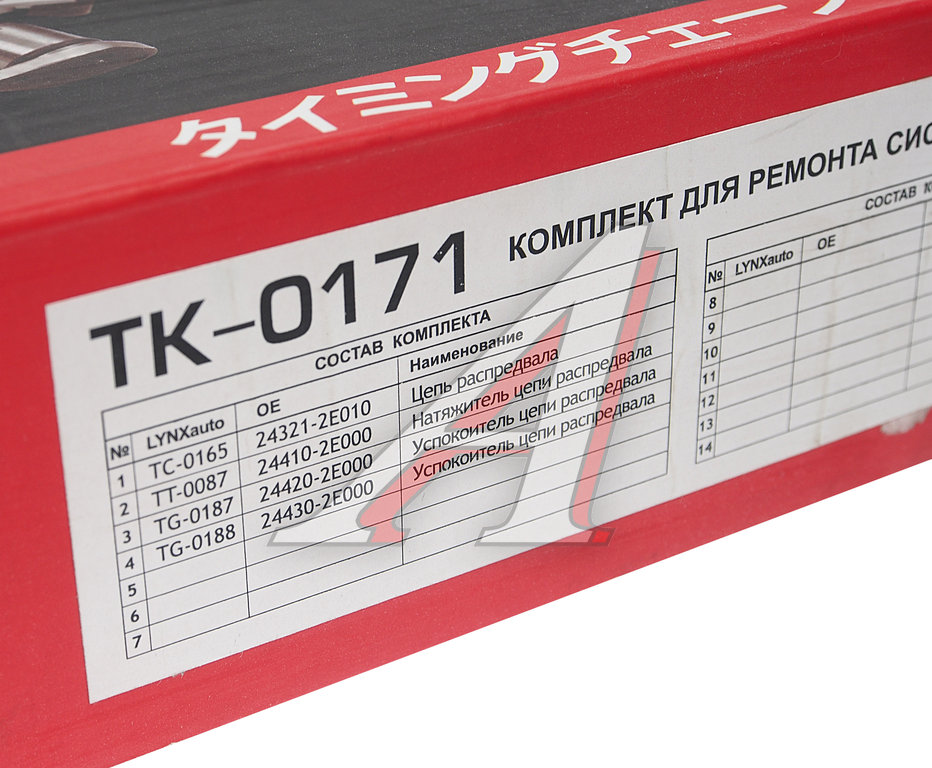 タイミングチェーン
TK-0171 КОМПЛЕКТ ДЛЯ РЕМОНТА
СОСТАВ КОМПЛЕКТА
№ LYNXauto OE Наименование
1 TC-0165 24321-2E010 Цепь распредвала
2 TT-0087 24410-2E000 Натяжитель цепи распредвала
3 TG-0187 24420-2E000 Успокоитель цепи распредвала
4 TG-0188 24430-2E000 Успокоитель цепи распредвала
5
6
7
СОСТАВ
№ LYNXauto OE
8
9
10
11
12
13
14